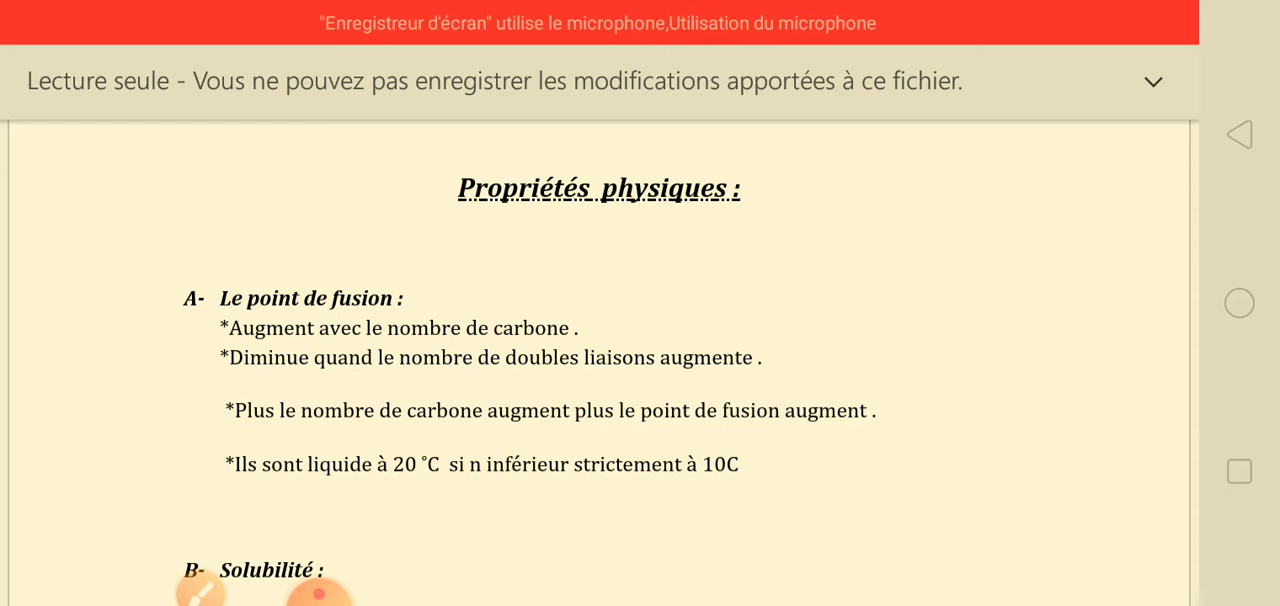 "Enregistreur d'écran" utilise le microphone,Utilisation du microphone
Lecture seule - Vous ne pouvez pas enregistrer les modifications apportées à ce fichier.
Propriétés physiques :
A- Le point de fusion :
*Augment avec le nombre de carbone .
*Diminue quand le nombre de doubles liaisons augmente .
*Plus le nombre de carbone augment plus le point de fusion augment .
*Ils sont liquide à 20 °C si n inférieur strictement à 10C
B- Solubilité :